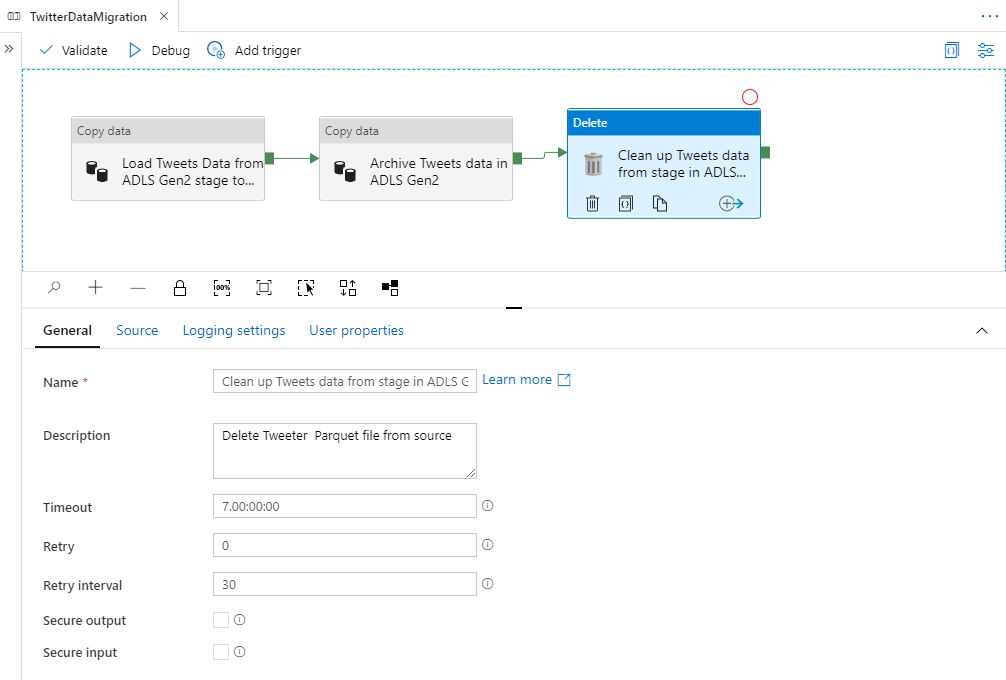 TwitterDataMigration
Validate Debug Add trigger
Copy data
Load Tweets Data from
ADLS Gen2 stage to...
Copy data
Archive Tweets data in
ADLS Gen2
Delete
Clean up Tweets data
from stage in ADLS...
General Source Logging settings User properties
Name * Clean up Tweets data from stage in ADLS G Learn more
Description Delete Tweeter  Parquet file from source
Timeout 7.00:00:00
Retry 0
Retry interval 30
Secure output
Secure input